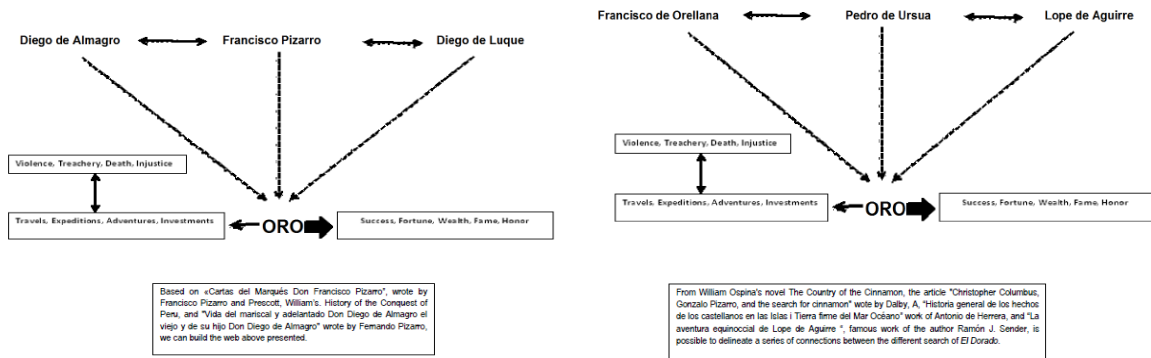 Diego de Almagro
Francisco Pizarro
Diego de Luque
Violence, Treachery, Death, Injustice
Travels, Expeditions, Adventures, Investments
ORO
Success, Fortune, Wealth, Fame, Honor
Based on «Cartas del Marqués Don Francisco Pizarro", wrote by
Francisco Pizarro and Prescott, William's. History of the Conquest of
Peru, and "Vida del mariscal y adelantado Don Diego de Almagro el
viejo y de su hijo Don Diego de Almagro" wrote by Fernando Pizarro,
we can build the web above presented.
Francisco de Orellana
Pedro de Ursua
Lope de Aguirre
Violence, Treachery, Death, Injustice
Travels, Expeditions, Adventures, Investments
ORO
Success, Fortune, Wealth, Fame, Honor
From William Ospina's novel The Country of the Cinnamon, the article "Christopher Columbus,
Gonzalo Pizarro, and the search for cinnamon" wote by Dalby, A, "Historia general de los hechos
de los castellanos en las Islas i Tierra firme del Mar Océano" work of Antonio de Herrera, and "La
aventura equinoccial de Lope de Aguirre ", famous work of the author Ramón J. Sender, is
possible to delineate a series of connections between the different search of El Dorado.